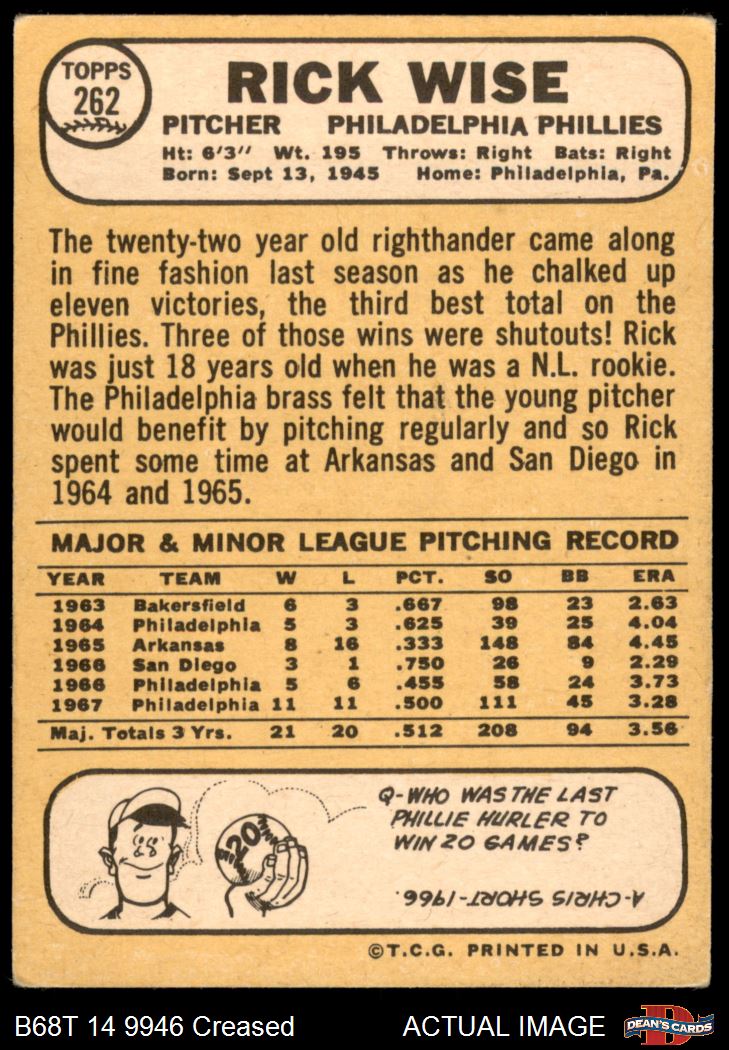 TOPPS
262
RICK WISE
PITCHER PHILADELPHIA PHILLIES
Ht: 6'3" Wt. 195 Throws: Right Bats: Right
Born: Sept 13, 1945 Home: Philadelphia, Pa.
The twenty-two year old righthander came along
in fine fashion last season as he chalked up
eleven victories, the third best total on the
Phillies. Three of those wins were shutouts! Rick
was just 18 years old when he was a N.L. rookie.
The Philadelphia brass felt that the young pitcher
would benefit by pitching regularly and so Rick
spent some time at Arkansas and San Diego in
1964 and 1965.
MAJOR & MINOR LEAGUE PITCHING RECORD
YEAR TEAM W L PCT. SO BB ERA
1963 Bakersfield 6 3 .667 98 23 2.63
1964 Philadelphia 5 3 .625 39 25 4.04
1965 Arkansas 8 16 .333 148 84 4.45
1966 San Diego 3 1 .750 26 9 2.29
1966 Philadelphia 5 6 .455 58 24 3.73
1967 Philadelphia 11 11 .500 111 45 3.28
Maj. Totals 3 Yrs. 21 20 .512 208 94 3.56
20
Q-WHO WAS THE LAST
PHILLIE HURLER TO
WIN 20 GAMES?
A-CHRIS SHORT-1966.
©T.C.G. PRINTED IN U.S.A.
B68T 14 9946 Creased ACTUAL IMAGE
D
DEAN'S CARDS